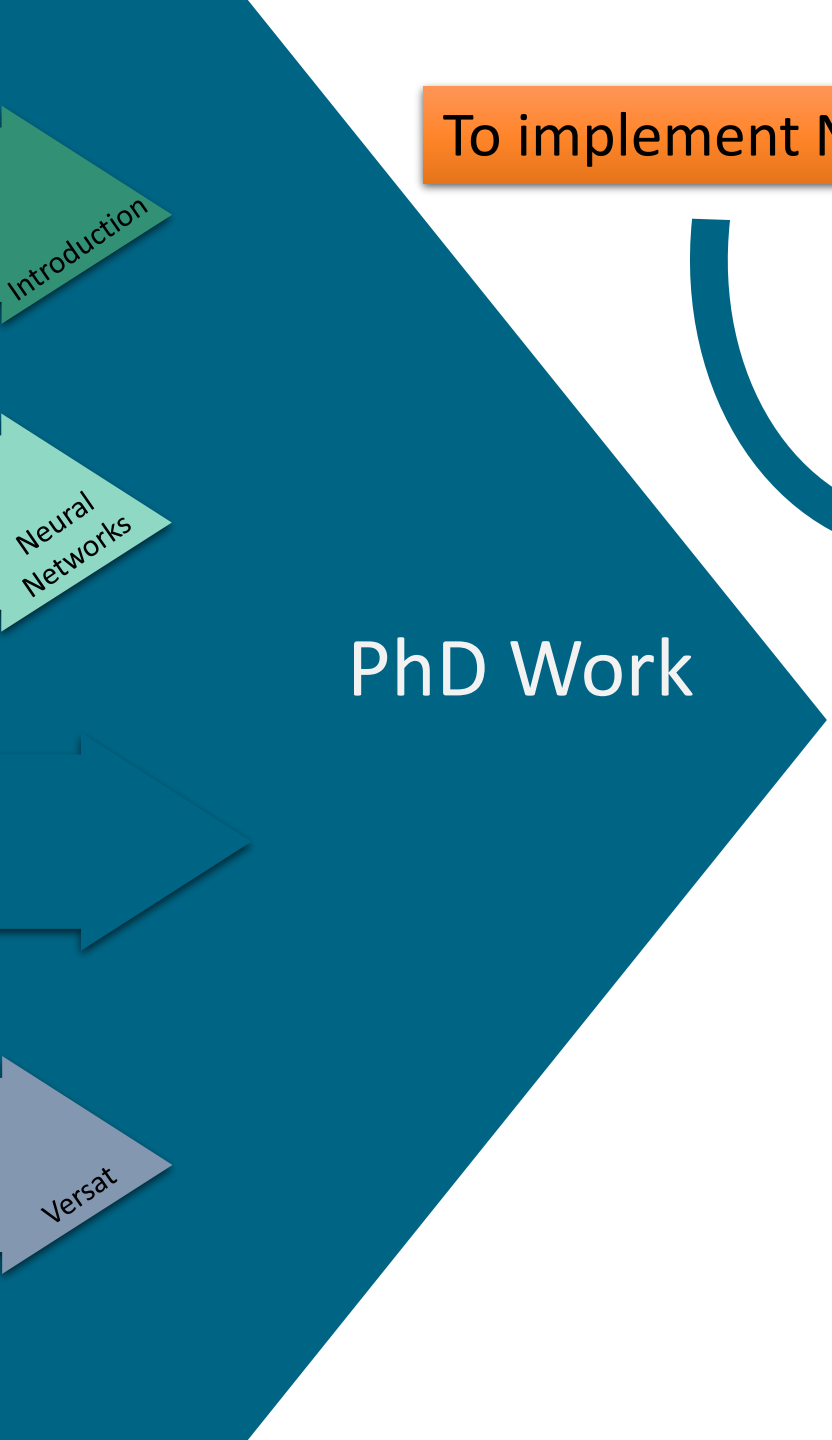 To implement
Introduction
Neural
Networks
PhD Work
Versat